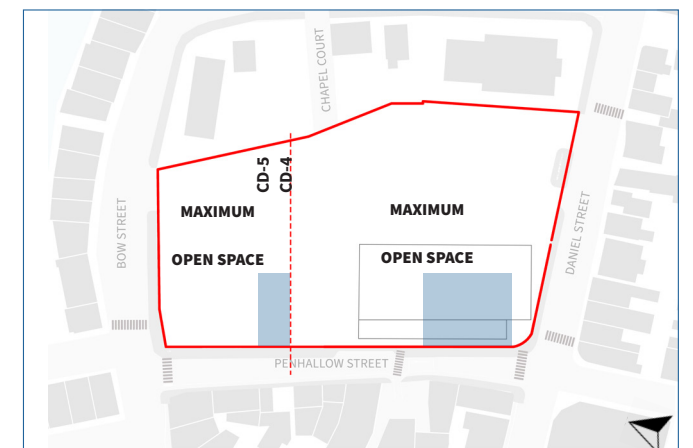 CHAPEL COURT
CD-5
CD-4
MAXIMUM
OPEN SPACE
MAXIMUM
OPEN SPACE
BOW STREET
DANIEL STREET
PENHALLOW STREET